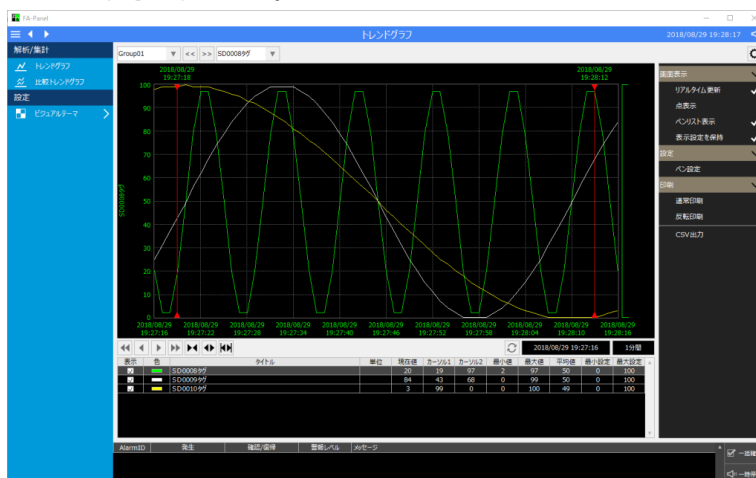 FA-Panel
トレンドグラフ
2018/08/29 19:28:17
解析/集計
トレンドグラフ
比較トレンドグラフ
設定
ビジュアルテーマ
Group01
<<
>>
SD0008タグ
2018/08/29
19:27:18
2018/08/29
19:28:12
100
90
80
70
60
50
40
30
20
10
0
SD0008タグ
2018/08/29 2018/08/29 2018/08/29 2018/08/29 2018/08/29 2018/08/29 2018/08/29 2018/08/29 2018/08/29 2018/08/29 2018/08/29
19:27:16 19:27:22 19:27:28 19:27:34 19:27:40 19:27:46 19:27:52 19:27:58 19:28:04 19:28:10 19:28:16
2018/08/29 19:27:16 1分間
表示 色 タイトル 単位 現在値 カーソル1 カーソル2 最小値 最大値 平均値 最小設定 最大設定
SD0008タグ 20 19 97 2 97 50 0 100
SD0009タグ 84 43 68 0 99 50 0 100
SD0010タグ 3 99 0 0 100 49 0 100
画面表示
リアルタイム更新
点表示
ペンリスト表示
表示設定を保持
設定
ペン設定
印刷
通常印刷
反転印刷
CSV出力
AlarmID 発生 確認/復帰 警報レベル メッセージ